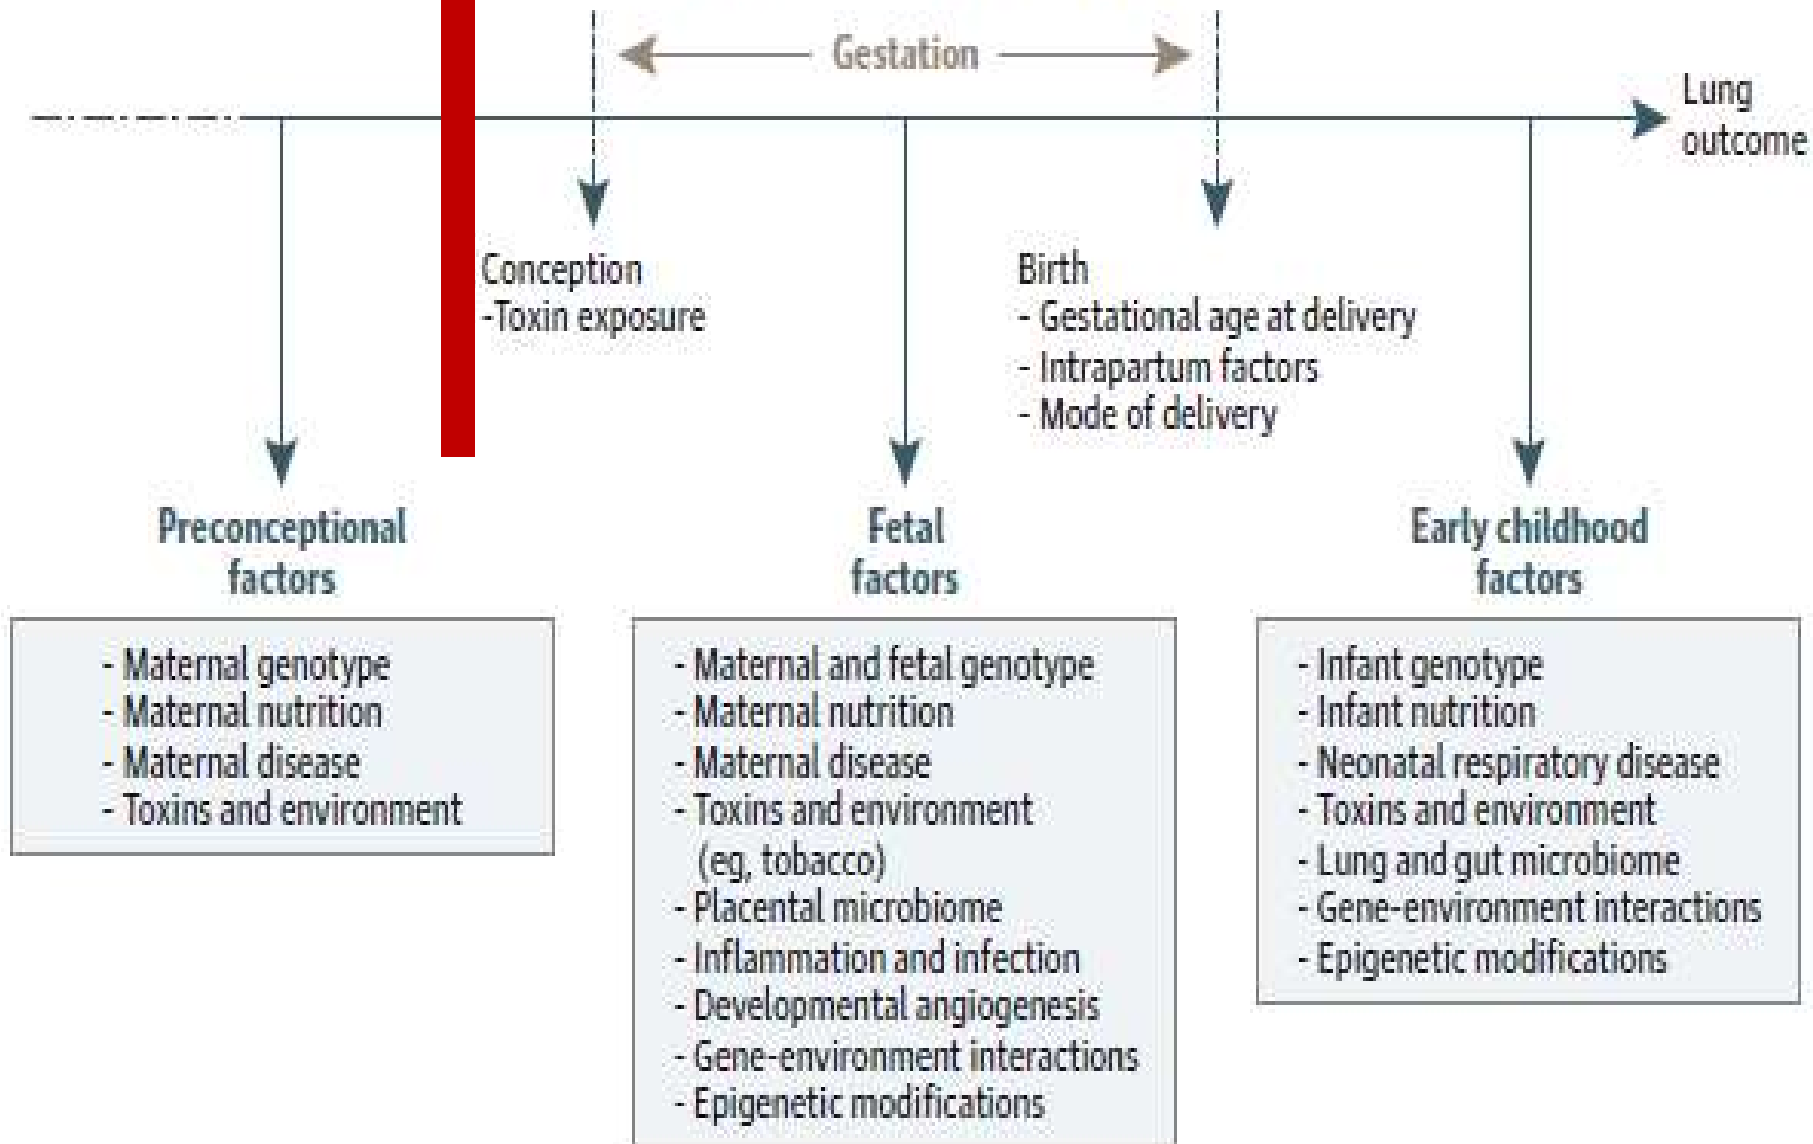 Gestation
Lung
outcome
Conception
-Toxin exposure
Birth
- Gestational age at delivery
- Intrapartum factors
- Mode of delivery
Preconceptional
factors
- Maternal genotype
- Maternal nutrition
- Maternal disease
- Toxins and environment
Fetal
factors
- Maternal and fetal genotype
- Maternal nutrition
- Maternal disease
- Toxins and environment
(eg, tobacco)
- Placental microbiome
- Inflammation and infection
- Developmental angiogenesis
- Gene-environment interactions
- Epigenetic modifications
Early childhood
factors
- Infant genotype
- Infant nutrition
- Neonatal respiratory disease
- Toxins and environment
- Lung and gut microbiome
- Gene-environment interactions
- Epigenetic modifications